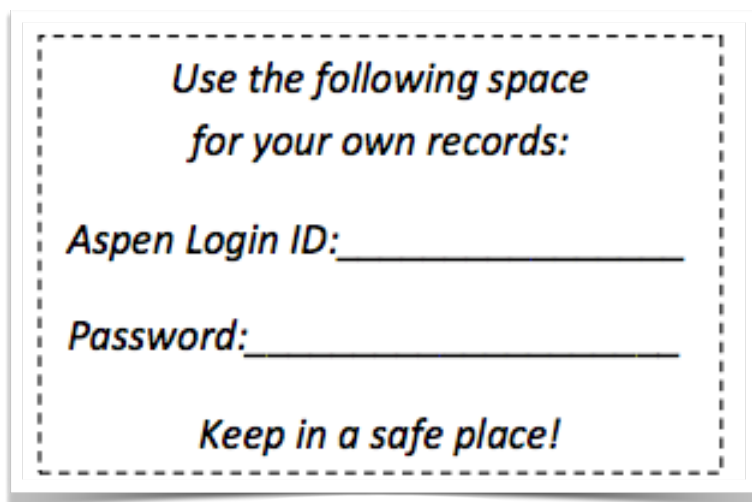 Use the following space
for your own records:
Aspen Login ID:________________
Password:____________________
Keep in a safe place!